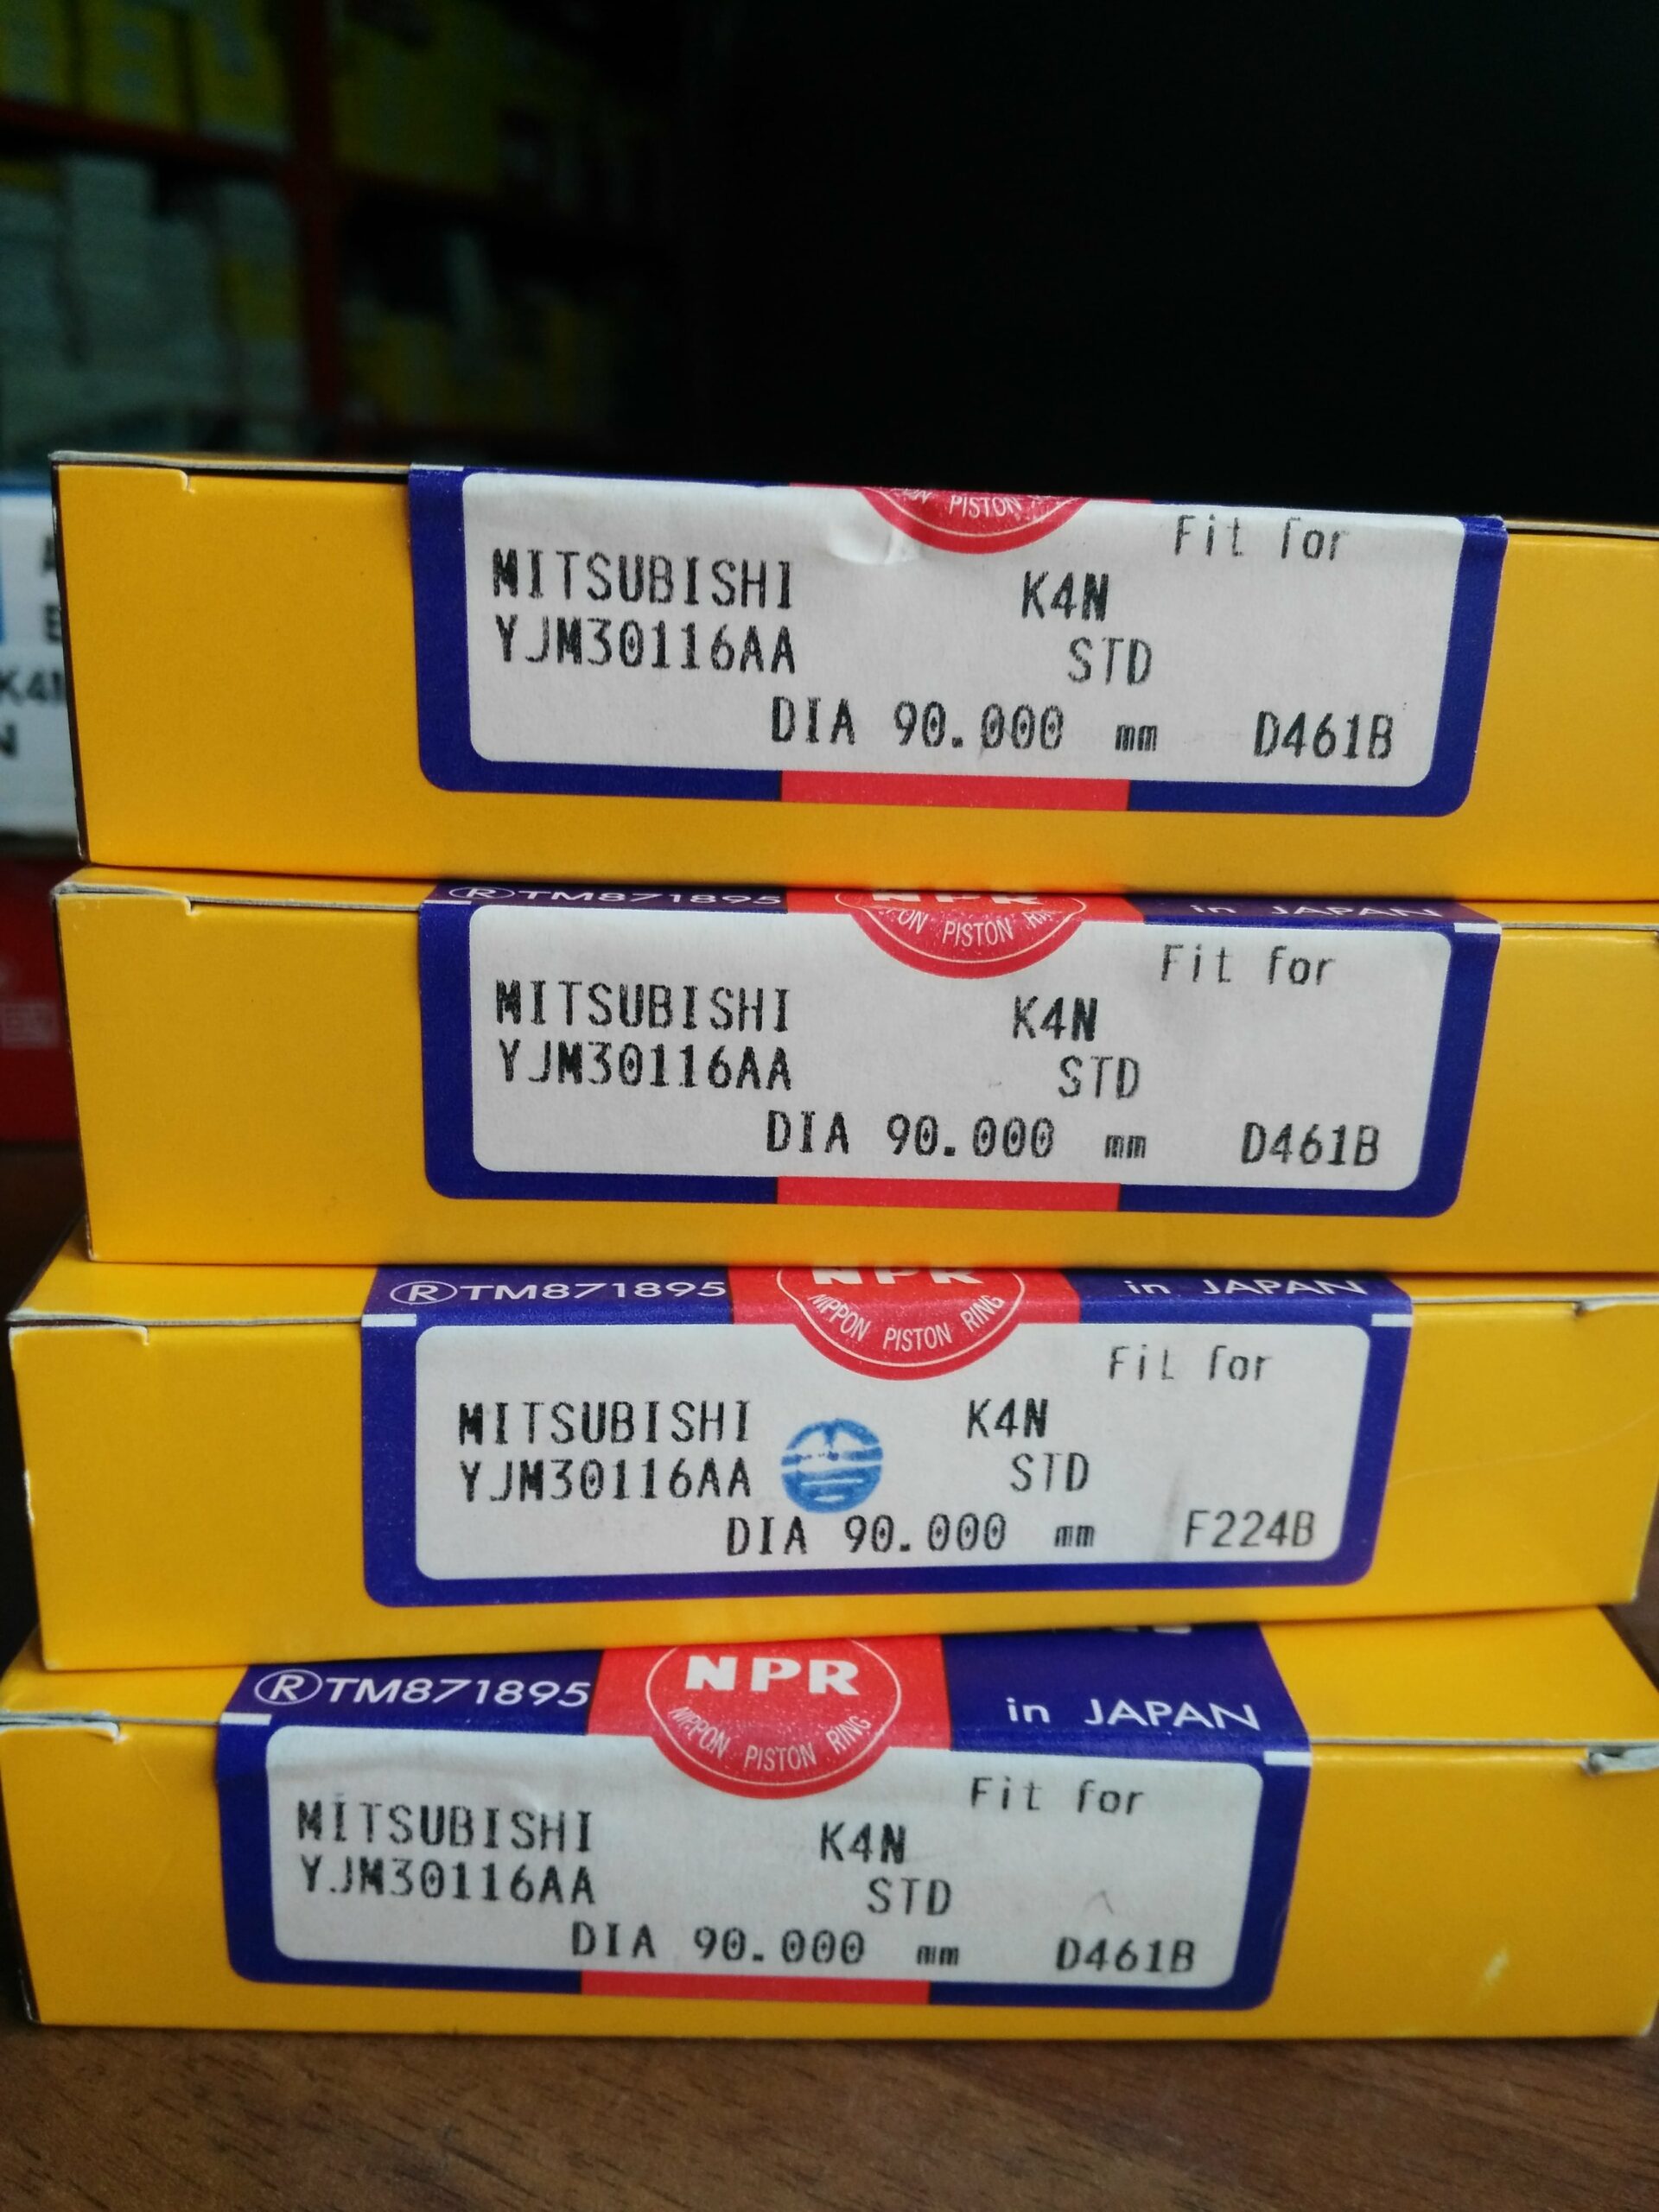 PISTON
Fit for
MITSUBISHI K4N
YJM30116AA STD
DIA 90.000 mm D461B
®TM871895 NPR in JAPAN
PISTON
Fit for
MITSUBISHI K4N
YJM30116AA STD
DIA 90.000 mm D461B
®TM871895 NPR in JAPAN
NIPPON PISTON RING
Fit for
MITSUBISHI K4N
YJM30116AA STD
DIA 90.000 mm F224B
®TM871895 NPR in JAPAN
NIPPON PISTON RING
Fit for
MITSUBISHI K4N
YJM30116AA STD
DIA 90.000 mm D461B